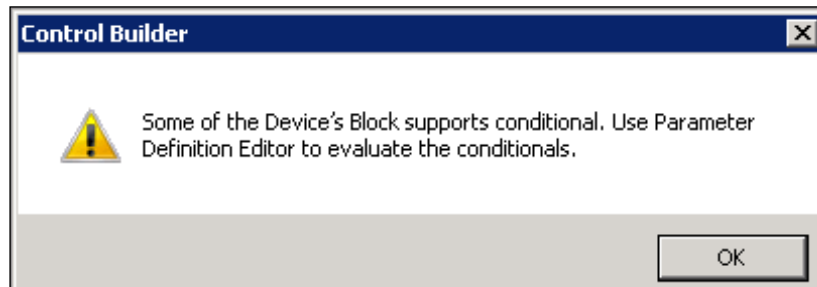 Control Builder
Some of the Device's Block supports conditional. Use Parameter
Definition Editor to evaluate the conditionals.
OK